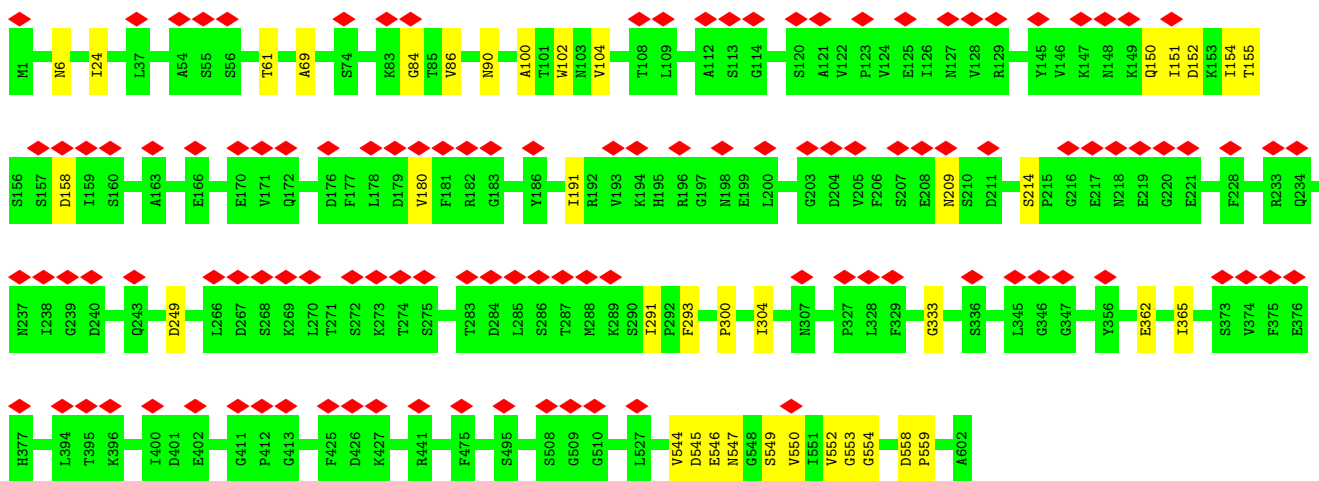 M1 N6 I24 L37 A54 S55 S56 T61 A69 S74 K83 G84 T85 V86 N90 A100 T101 W102 N103 V104 T108 L109 A112 S113 G114 S120 A121 V122 P123 V124 E125 I126 N127 V128 R129 Y145 V146 K147 N148 K149 Q150 I151 D152 K153 I154 T155
S156 S157 D158 I159 S160 A163 E166 E170 V171 Q172 D176 F177 L178 D179 V180 F181 R182 G183 Y186 I191 R192 V193 K194 H195 R196 G197 N198 E199 L200 G203 D204 V205 F206 S207 E208 N209 S210 D211 S214 P215 G216 E217 N218 E219 G220 E221 F228 R233 Q234
N237 I238 G239 D240 Q243 D249 L266 D267 S268 K269 L270 T271 S272 K273 T274 S275 T283 D284 L285 S286 T287 M288 K289 S290 I291 P292 F293 P300 I304 N307 P327 L328 F329 G333 S336 L345 G346 G347 Y356 E362 I365 S373 V374 F375 E376
H377 L394 T395 K396 I400 D401 E402 G411 P412 G413 F425 D426 K427 R441 F475 S495 S508 G509 G510 L527 V544 D545 E546 N547 G548 S549 V550 I551 V552 G553 G554 D558 P559 A602